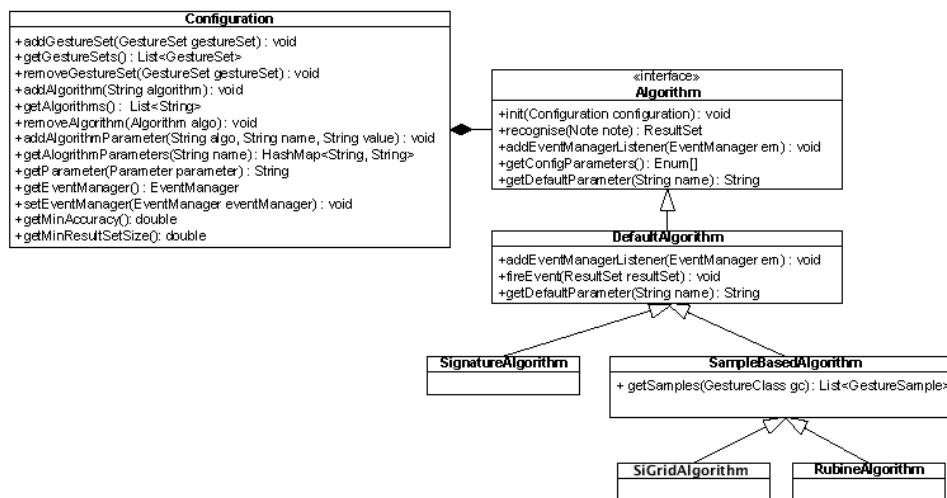 Configuration
+addGestureSet(GestureSet gestureSet) : void
+getGestureSets() : List<GestureSet>
+removeGestureSet(GestureSet gestureSet) : void
+addAlgorithm(String algorithm) : void
+getAlgorithms() : List<String>
+removeAlgorithm(Algorithm algo) : void
+addAlgorithmParameter(String algo, String name, String value) : void
+getAlogrithmParameters(String name) : HashMap<String, String>
+getParameter(Parameter parameter) : String
+getEventManager() : EventManager
+setEventManager(EventManager eventManager) : void
+getMinAccuracy(): double
+getMinResultSetSize(): double
«interface»
Algorithm
+init(Configuration configuration) : void
+recognise(Note note) : ResultSet
+addEventManagerListener(EventManager em) : void
+getConfigParameters() : Enum[]
+getDefaultParameter(String name) : String
DefaultAlgorithm
+addEventManagerListener(EventManager em) : void
+fireEvent(ResultSet resultSet) : void
+getDefaultParameter(String name) : String
SignatureAlgorithm
SampleBasedAlgorithm
+ getSamples(GestureClass gc): List<GestureSample>
SiGridAlgorithm
RubineAlgorithm